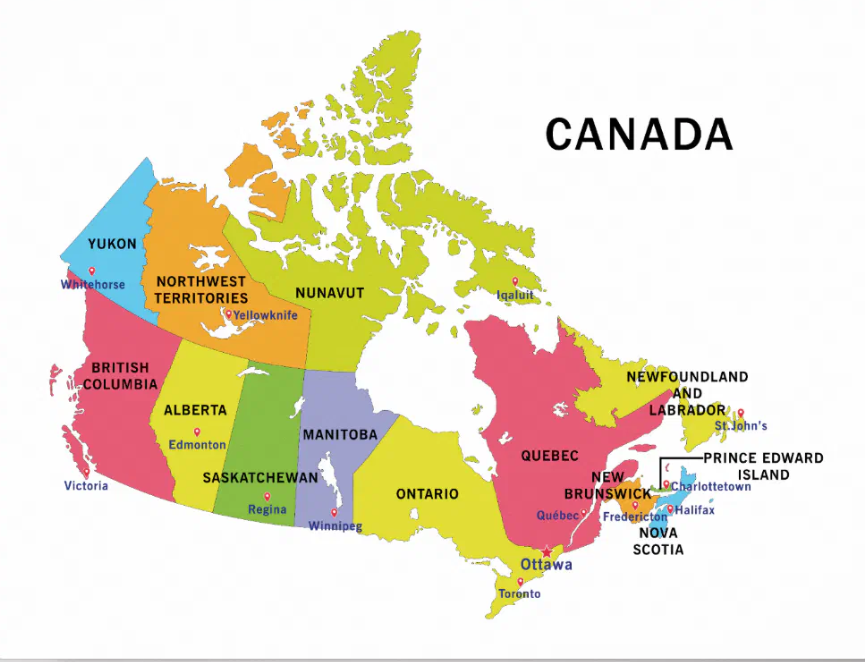 CANADA
YUKON
Whitehorse
NORTHWEST
TERRITORIES
Yellowknife
NUNAVUT
Iqaluit
BRITISH
COLUMBIA
Victoria
ALBERTA
Edmonton
SASKATCHEWAN
Regina
MANITOBA
Winnipeg
ONTARIO
Ottawa
Toronto
QUEBEC
Québec
NEWFOUNDLAND
AND
LABRADOR
St.John's
PRINCE EDWARD
ISLAND
Charlottetown
NEW
BRUNSWICK
Fredericton
Halifax
NOVA
SCOTIA